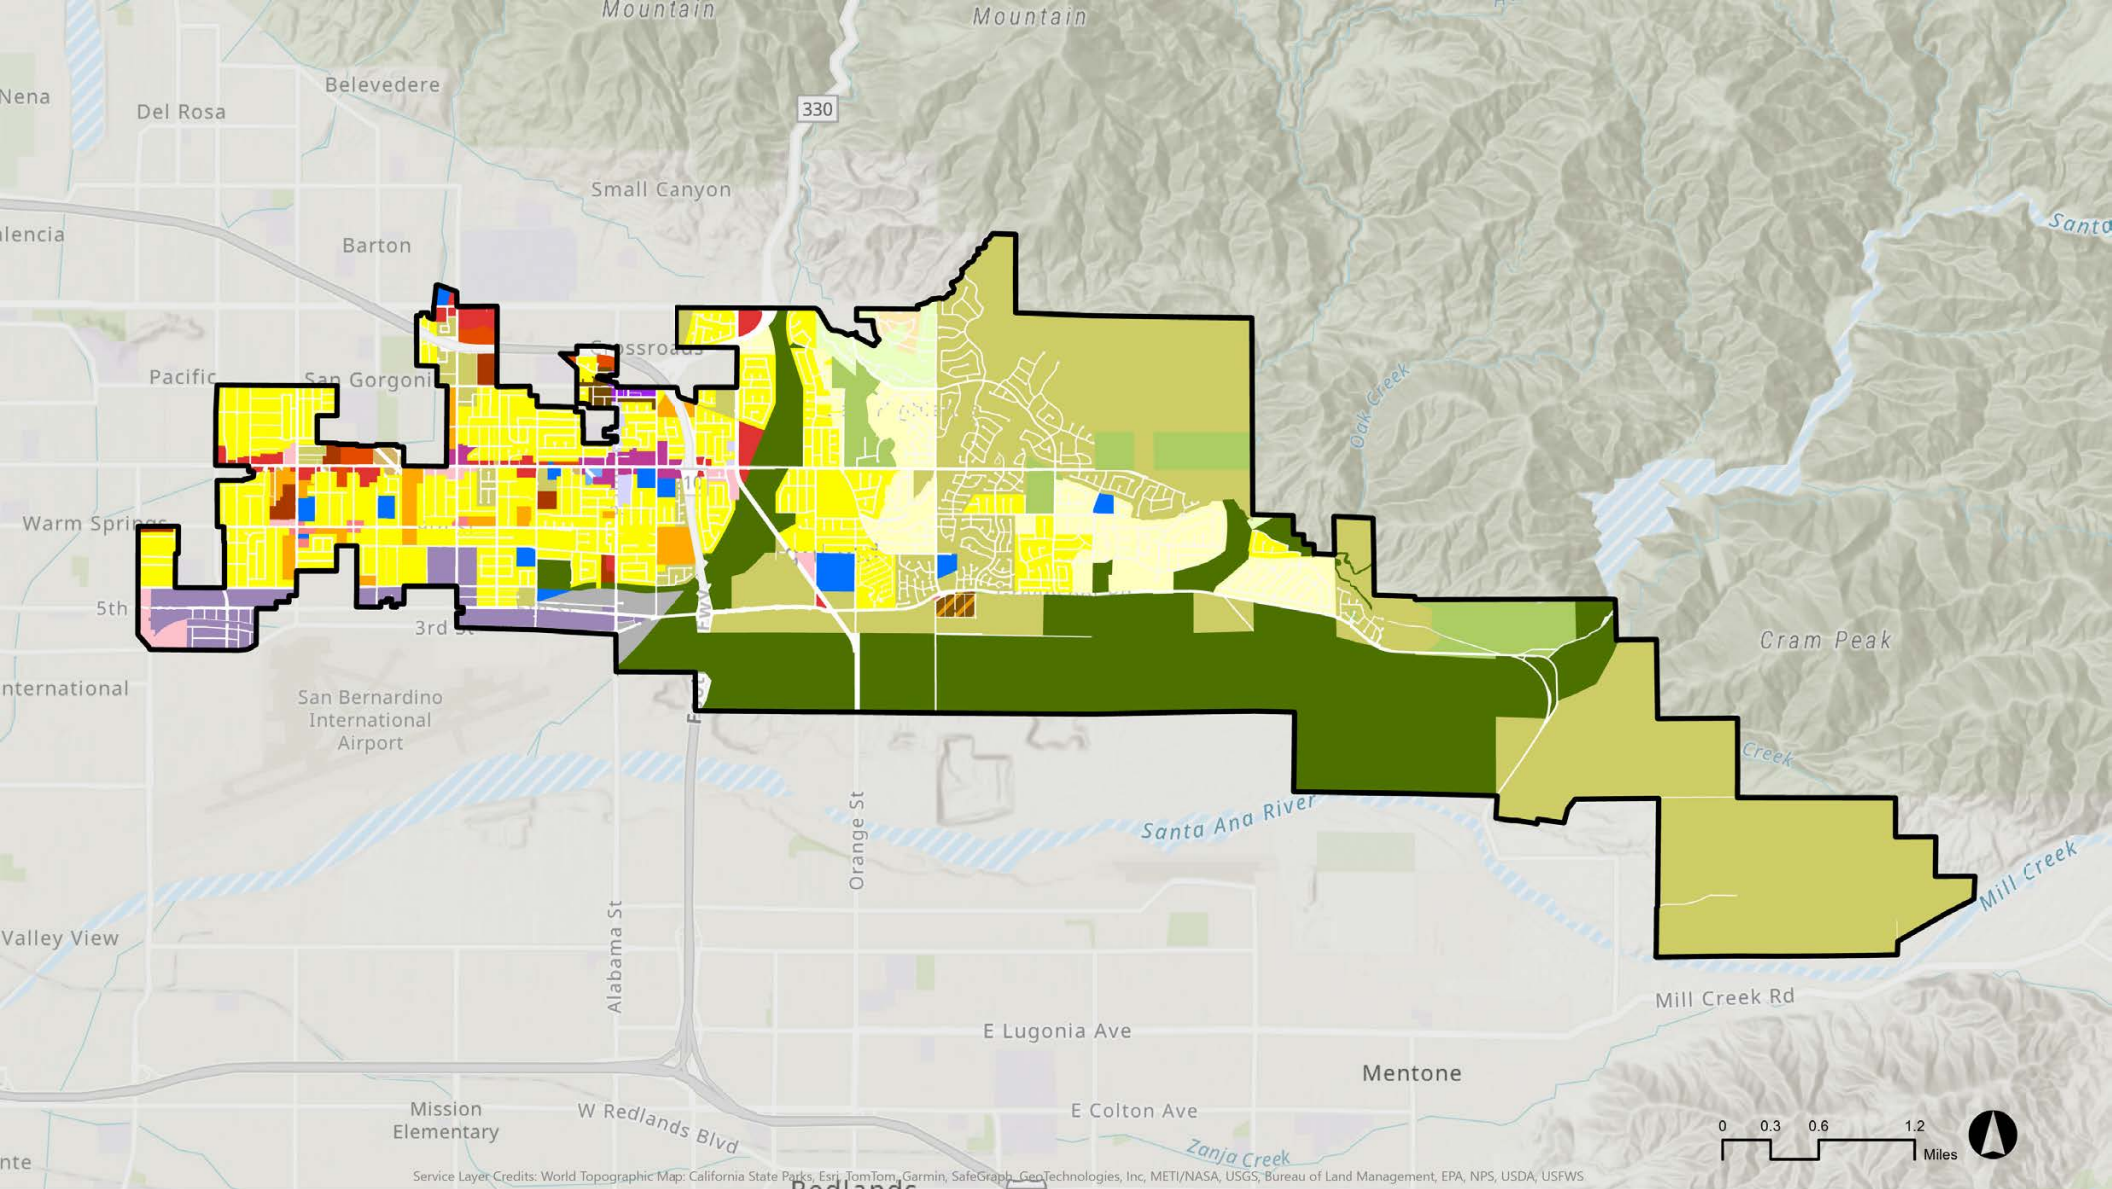 Mountain
Mountain
Belevedere
Nena
Del Rosa
330
Small Canyon
Santa
alencia
Barton
Crossroads
Pacific
San Gorgoni
Oak Creek
10
Warm Springs
5th
3rd St
Fwy
Cram Peak
nternational
San Bernardino
International
Airport
Creek
Orange St
Santa Ana River
Mill Creek
Alabama St
Valley View
Mill Creek Rd
E Lugonia Ave
Mentone
Mission
Elementary
W Redlands Blvd
E Colton Ave
Zanja Creek
0 0.3 0.6 1.2
Miles
nte
Service Layer Credits: World Topographic Map: California State Parks, Esri, TomTom, Garmin, SafeGraph, GeoTechnologies, Inc, METI/NASA, USGS, Bureau of Land Management, EPA, NPS, USDA, USFWS
Redlands